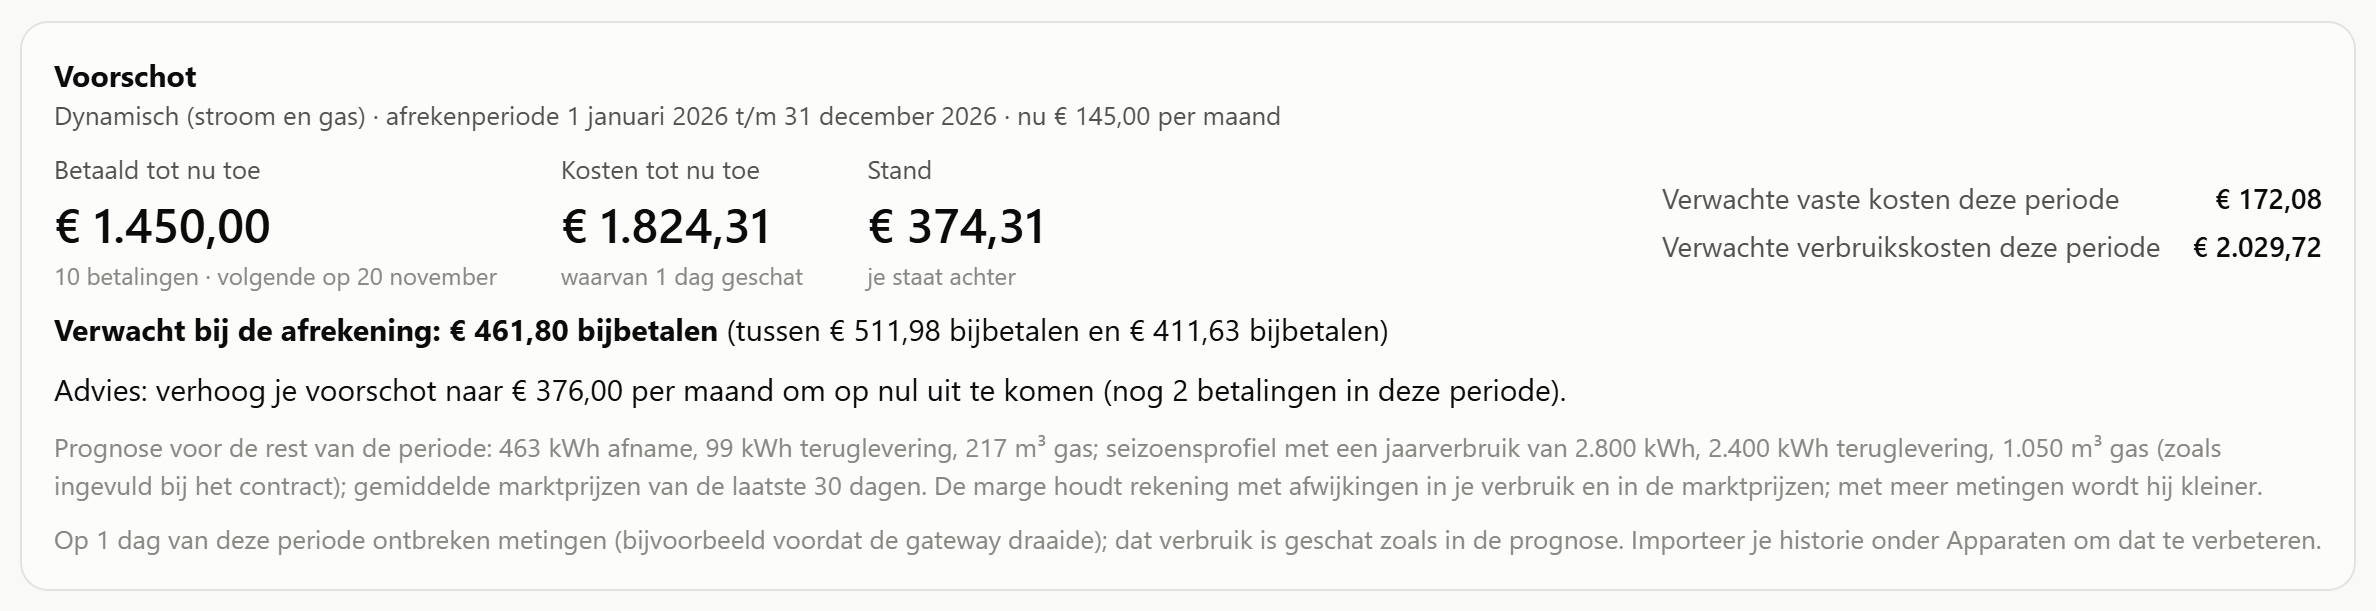 Voorschot
Dynamisch (stroom en gas) · afrekenperiode 1 januari 2026 t/m 31 december 2026 · nu € 145,00 per maand
Betaald tot nu toe
€ 1.450,00
10 betalingen · volgende op 20 november
Kosten tot nu toe
€ 1.824,31
waarvan 1 dag geschat
Stand
€ 374,31
je staat achter
Verwachte vaste kosten deze periode € 172,08
Verwachte verbruikskosten deze periode € 2.029,72
Verwacht bij de afrekening: € 461,80 bijbetalen (tussen € 511,98 bijbetalen en € 411,63 bijbetalen)
Advies: verhoog je voorschot naar € 376,00 per maand om op nul uit te komen (nog 2 betalingen in deze periode).
Prognose voor de rest van de periode: 463 kWh afname, 99 kWh teruglevering, 217 m³ gas; seizoensprofiel met een jaarverbruik van 2.800 kWh, 2.400 kWh teruglevering, 1.050 m³ gas (zoals
ingevuld bij het contract); gemiddelde marktprijzen van de laatste 30 dagen. De marge houdt rekening met afwijkingen in je verbruik en in de marktprijzen; met meer metingen wordt hij kleiner.
Op 1 dag van deze periode ontbreken metingen (bijvoorbeeld voordat de gateway draaide); dat verbruik is geschat zoals in de prognose. Importeer je historie onder Apparaten om dat te verbeteren.